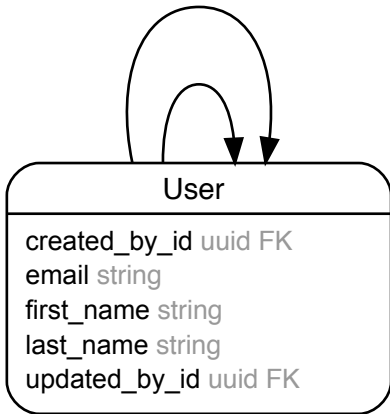 User
created_by_id uuid FK
email string
first_name string
last_name string
updated_by_id uuid FK